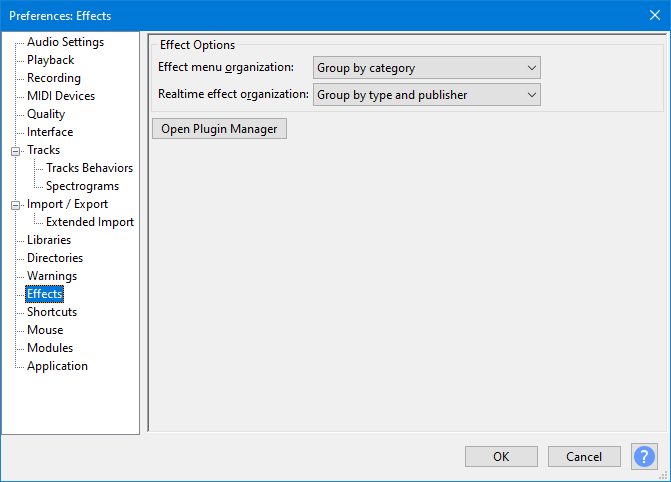 Preferences: Effects
Audio Settings
Playback
Recording
MIDI Devices
Quality
Interface
Tracks
Tracks Behaviors
Spectrograms
Import / Export
Extended Import
Libraries
Directories
Warnings
Effects
Shortcuts
Mouse
Modules
Application
Effect Options
Effect menu organization: Group by category
Realtime effect organization: Group by type and publisher
Open Plugin Manager
OK Cancel ?